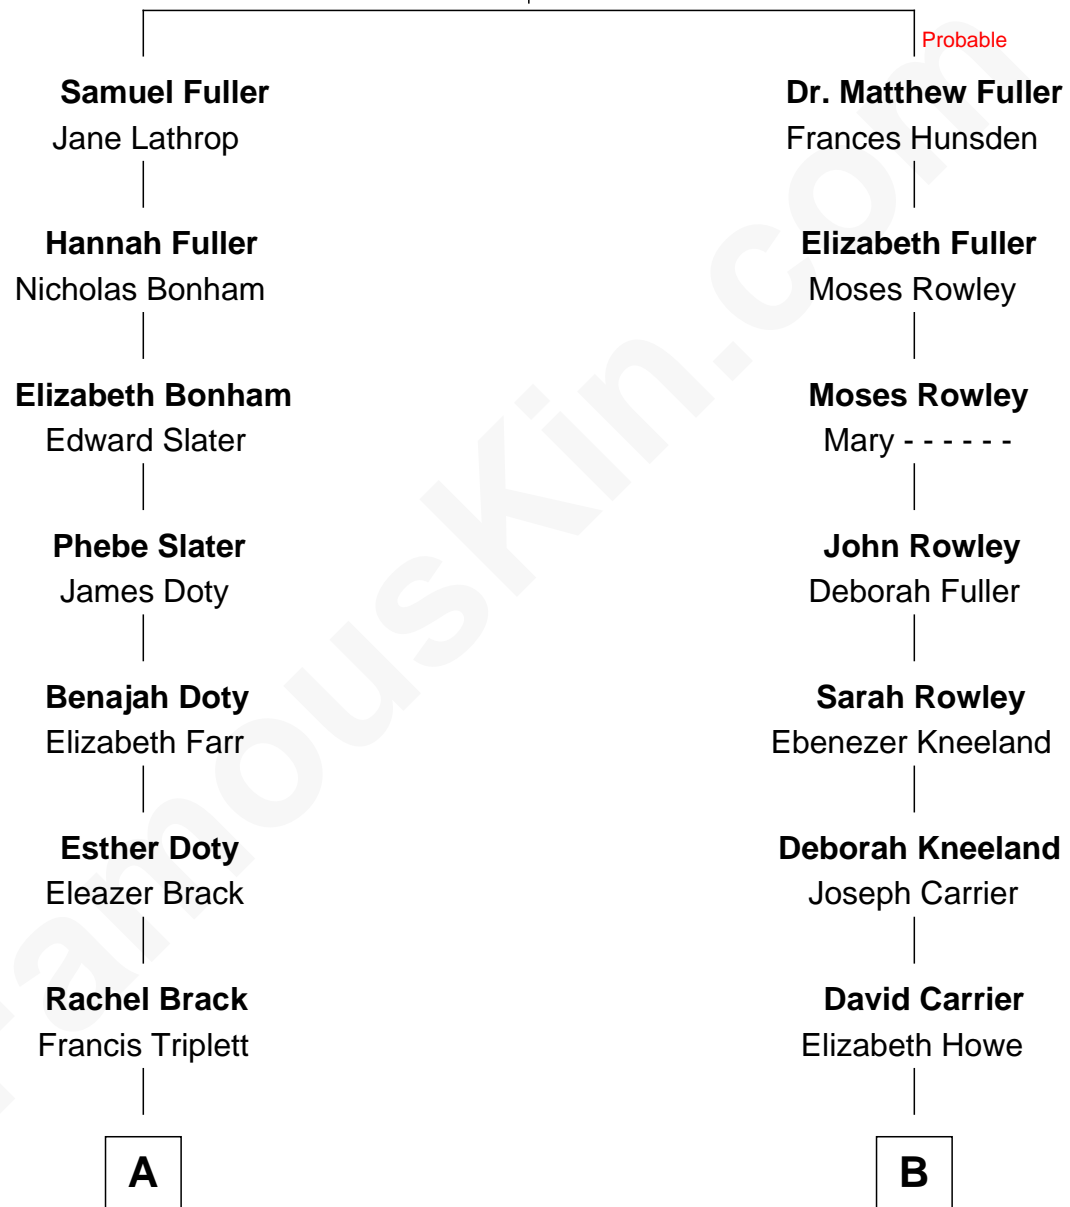 Probable
Samuel Fuller
Jane Lathrop
Dr. Matthew Fuller
Frances Hunsden
Hannah Fuller
Nicholas Bonham
Elizabeth Fuller
Moses Rowley
Elizabeth Bonham
Edward Slater
Moses Rowley
Mary - - - - - -
Phebe Slater
James Doty
John Rowley
Deborah Fuller
Benajah Doty
Elizabeth Farr
Sarah Rowley
Ebenezer Kneeland
Esther Doty
Eleazer Brack
Deborah Kneeland
Joseph Carrier
Rachel Brack
Francis Triplett
David Carrier
Elizabeth Howe
A
B
FamousKin.com